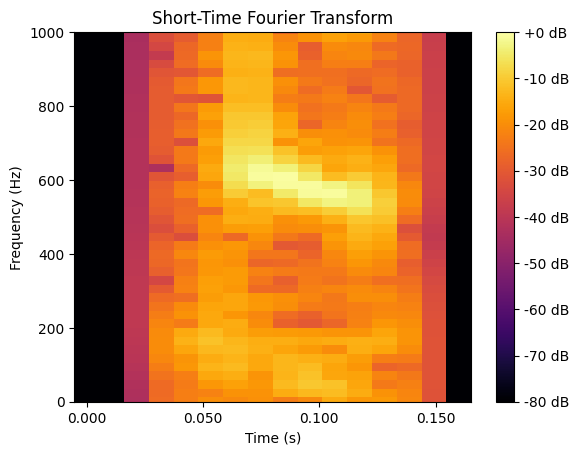 Short-Time Fourier Transform
1000
800
600
400
200
0
Frequency (Hz)
0.000
0.050
0.100
0.150
Time (s)
+0 dB
-10 dB
-20 dB
-30 dB
-40 dB
-50 dB
-60 dB
-70 dB
-80 dB